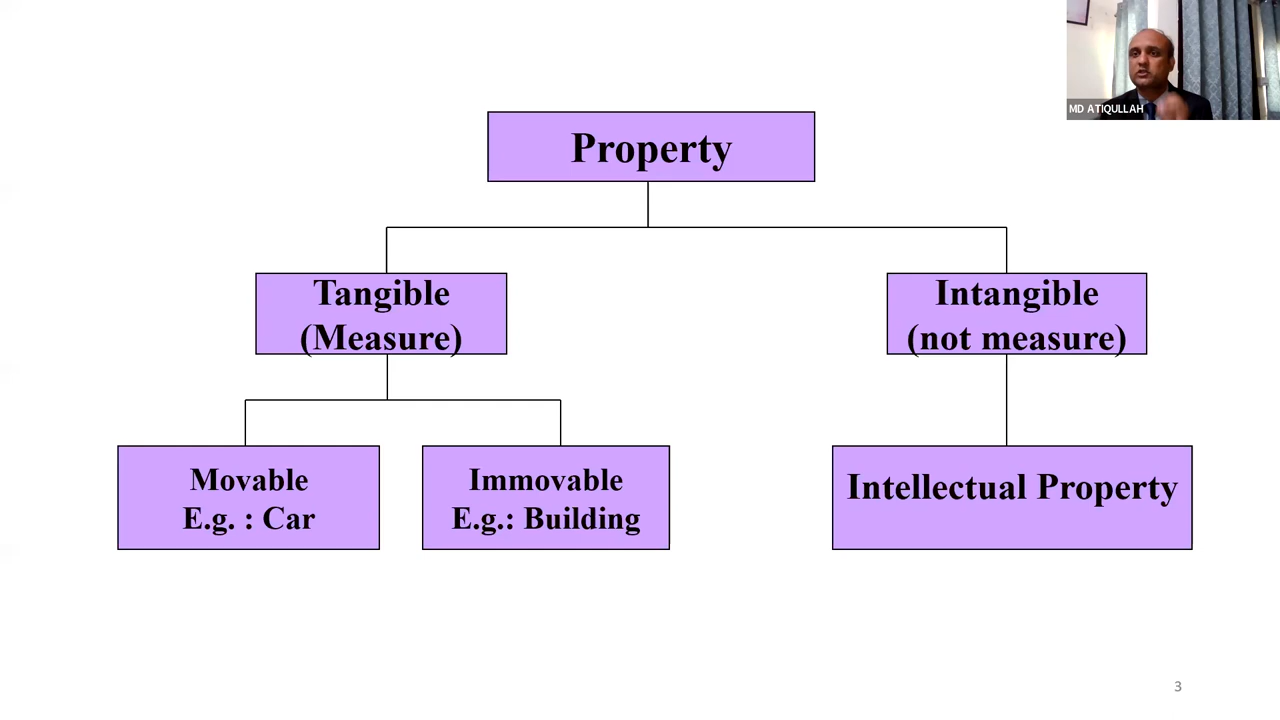 MD ATIQULLAH
Property
Tangible
(Measure)
Intangible
(not measure)
Movable
E.g. : Car
Immovable
E.g.: Building
Intellectual Property
3